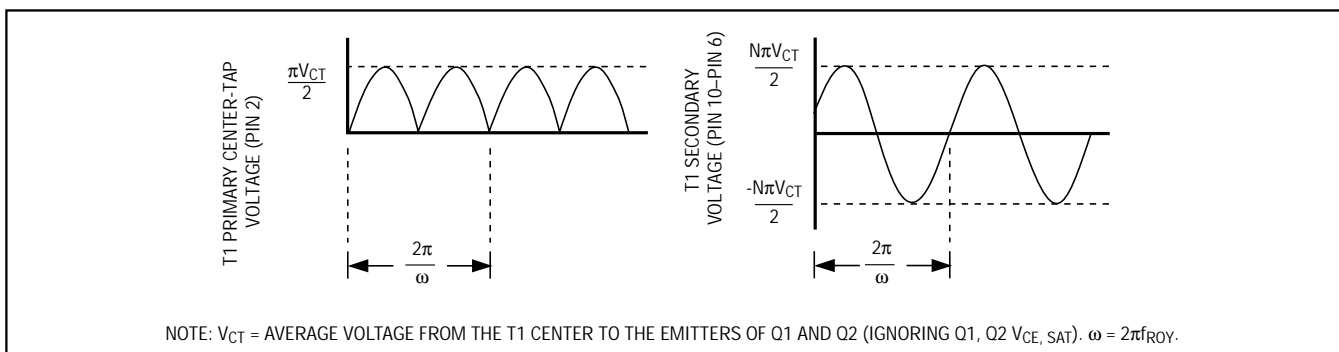 T1 PRIMARY CENTER-TAP
VOLTAGE (PIN 2)
πV_CT
2
2π
ω
T1 SECONDARY
VOLTAGE (PIN 10–PIN 6)
NπV_CT
2
-NπV_CT
2
2π
ω
NOTE: V_CT = AVERAGE VOLTAGE FROM THE T1 CENTER TO THE EMITTERS OF Q1 AND Q2 (IGNORING Q1, Q2 V_CE, SAT). ω = 2πf_ROY.